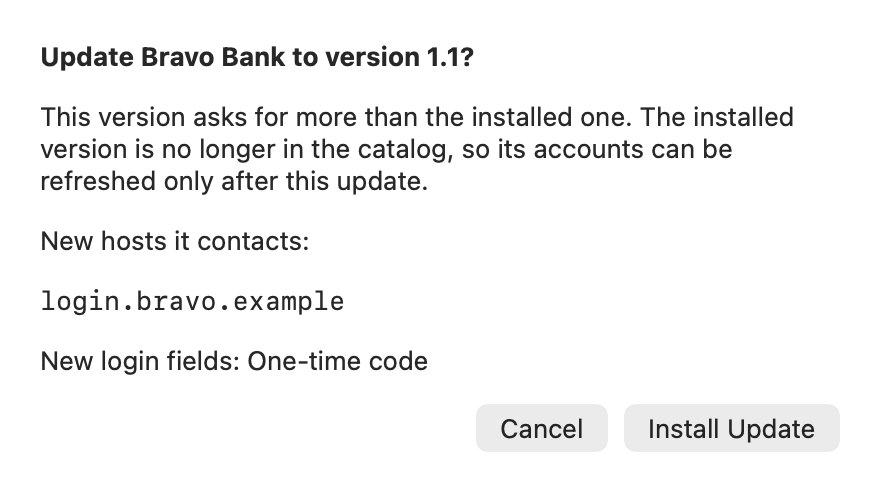 Update Bravo Bank to version 1.1?
This version asks for more than the installed one. The installed
version is no longer in the catalog, so its accounts can be
refreshed only after this update.
New hosts it contacts:
login.bravo.example
New login fields: One-time code
Cancel
Install Update